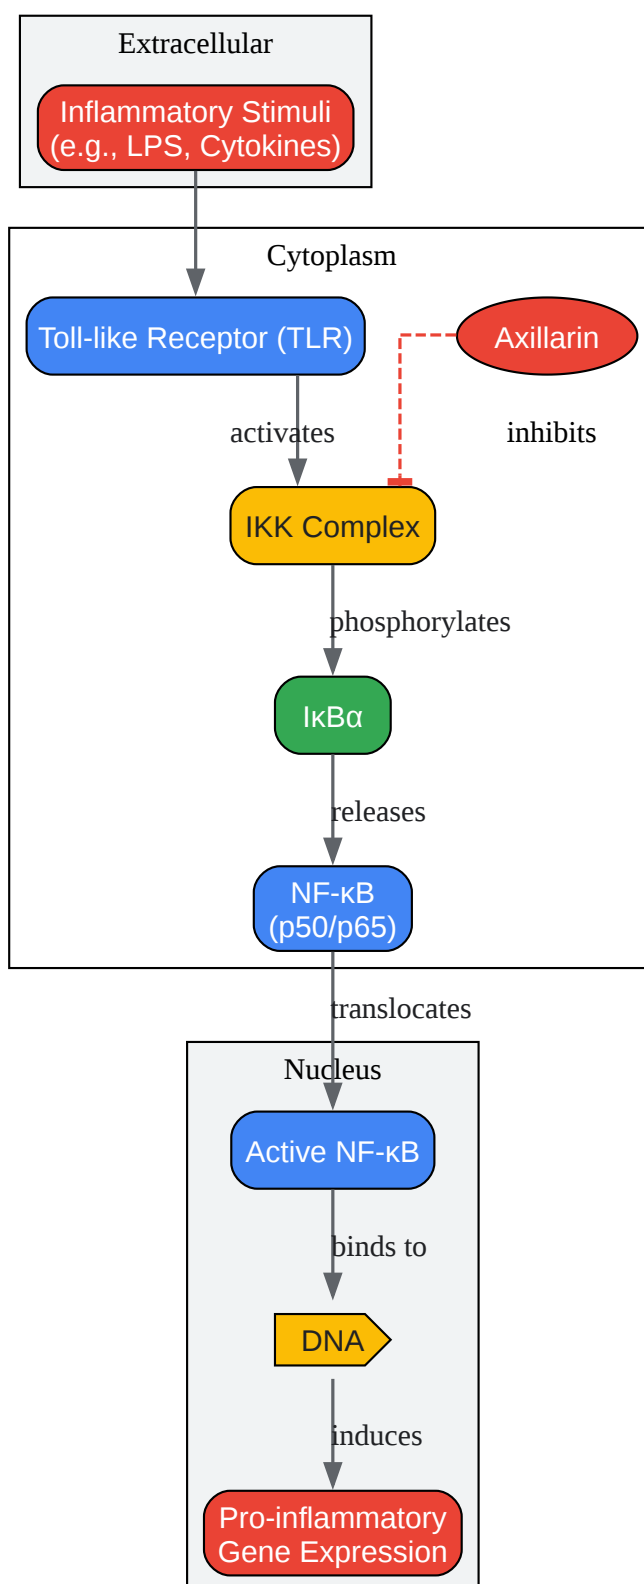 Extracellular
Inflammatory Stimuli
(e.g., LPS, Cytokines)
Cytoplasm
Toll-like Receptor (TLR)
Axillarin
activates
inhibits
IKK Complex
phosphorylates
IκBα
releases
NF-κB
(p50/p65)
translocates
Nucleus
Active NF-κB
binds to
DNA
induces
Pro-inflammatory
Gene Expression